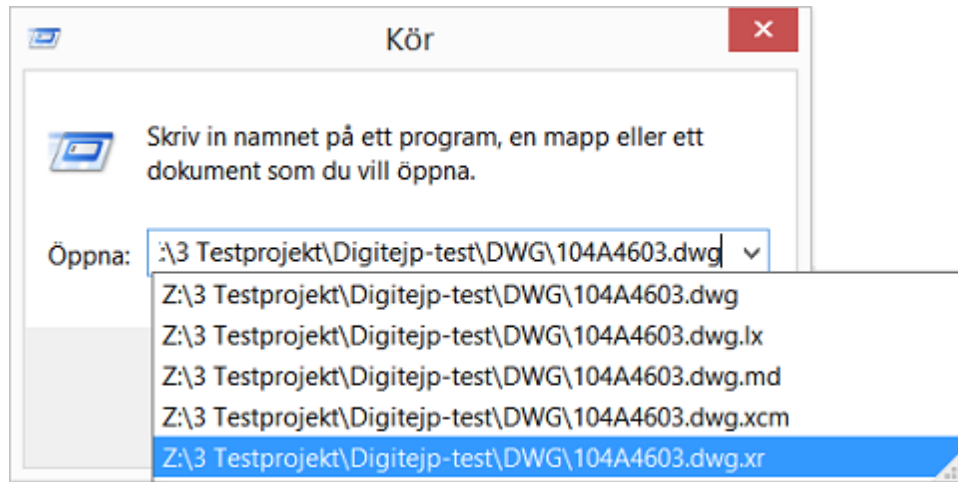 Kör
Skriv in namnet på ett program, en mapp eller ett
dokument som du vill öppna.
Öppna: :\3 Testprojekt\Digitejp-test\DWG\104A4603.dwg
Z:\3 Testprojekt\Digitejp-test\DWG\104A4603.dwg
Z:\3 Testprojekt\Digitejp-test\DWG\104A4603.dwg.lx
Z:\3 Testprojekt\Digitejp-test\DWG\104A4603.dwg.md
Z:\3 Testprojekt\Digitejp-test\DWG\104A4603.dwg.xcm
Z:\3 Testprojekt\Digitejp-test\DWG\104A4603.dwg.xr